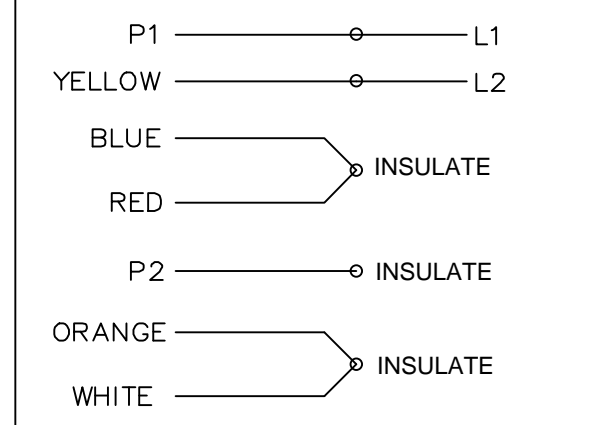 P1 L1
YELLOW L2
BLUE
INSULATE
RED
P2 INSULATE
ORANGE
INSULATE
WHITE